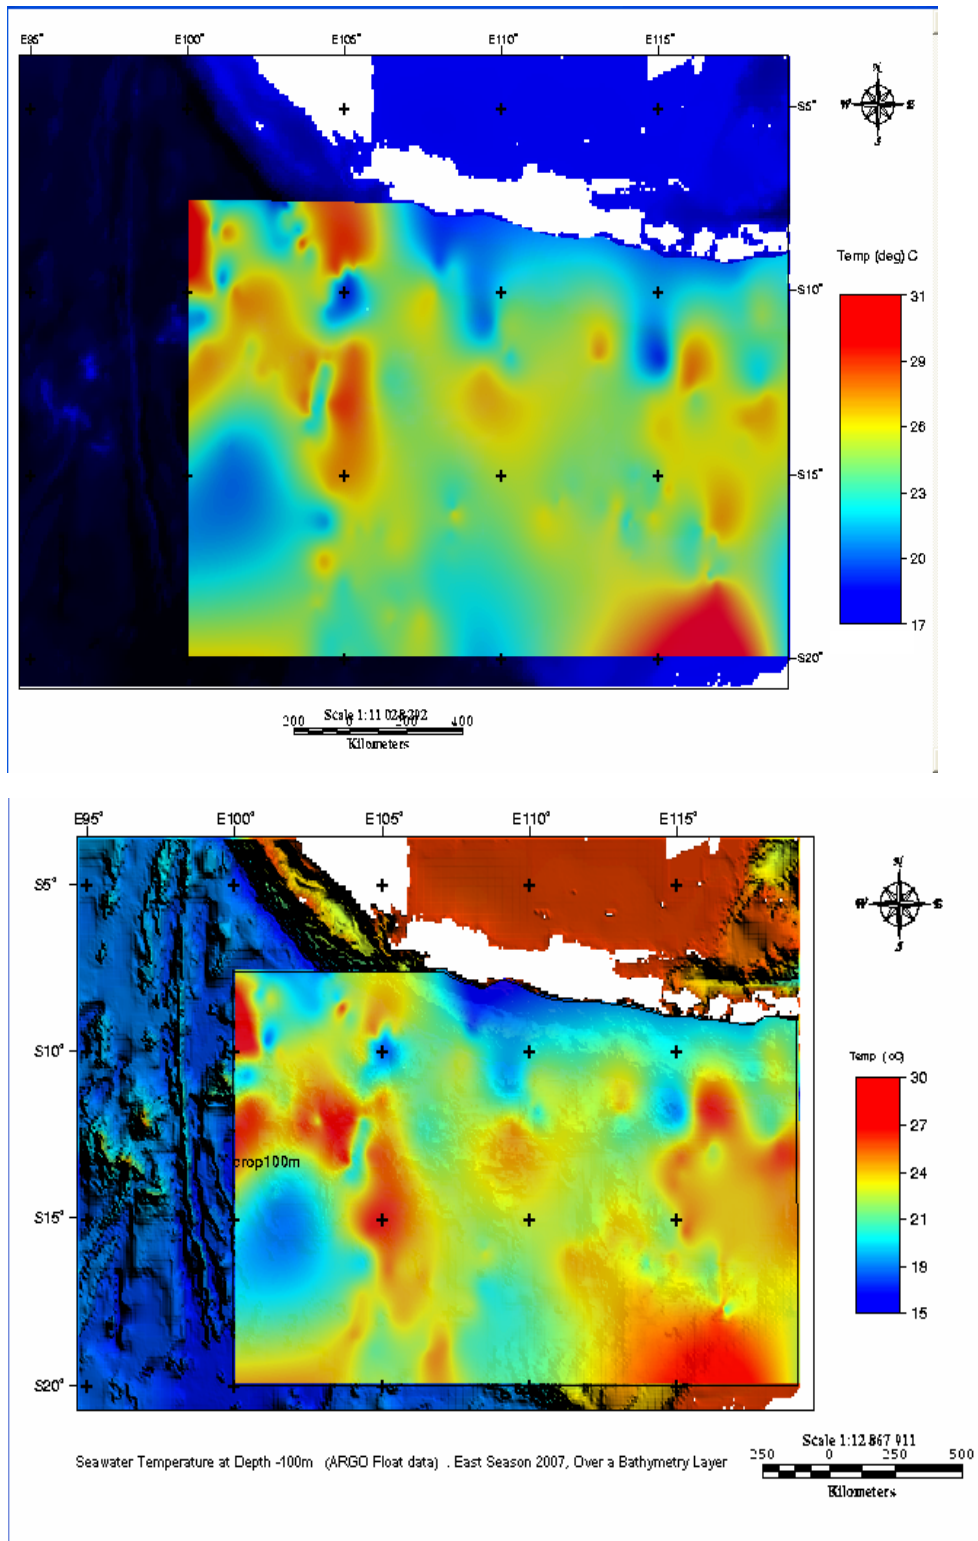 E95° E100° E105° E110° E115°
N
W E
S
S5°
Temp (deg) C
S10°
31
29
26
S15°
23
20
17
S20°
Scale 1:11 028292
200 0 200 400
Kilometers
E95° E100° E105° E110° E115°
N
W E
S
S5°
S10°
Temp (oC)
30
27
24
crop100m
S15°
21
18
15
S20°
Seawater Temperature at Depth -100m (ARGO Float data) . East Season 2007, Over a Bathymetry Layer
Scale 1:12 867 911
250 0 250 500
Kilometers